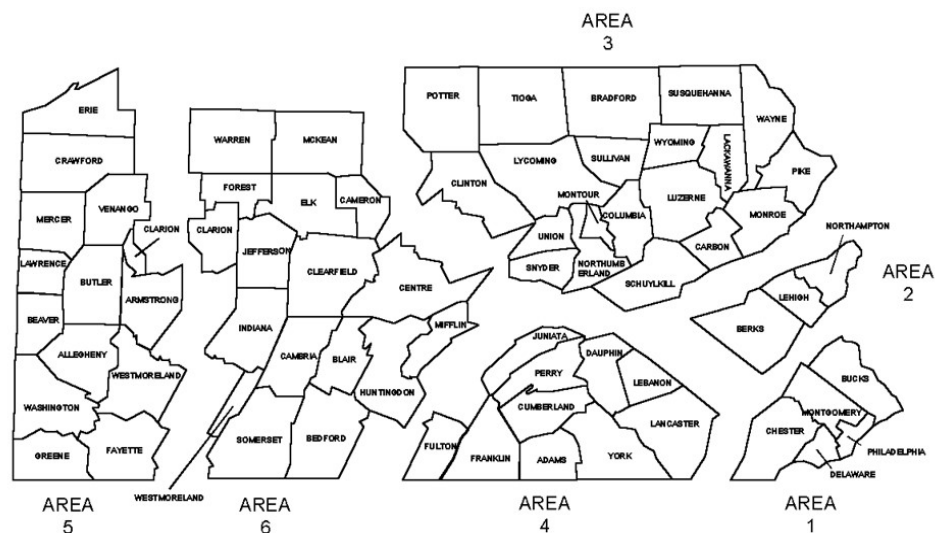 AREA
3
ERIE
CRAWFORD
MERCER
VENANGO
CLARION
LAWRENCE
BUTLER
ARMSTRONG
BEAVER
ALLEGHENY
WESTMORELAND
WASHINGTON
GREENE
FAYETTE
AREA
5
WARREN
MCKEAN
FOREST
ELK
CAMERON
CLARION
JEFFERSON
CLEARFIELD
CENTRE
INDIANA
MIFFLIN
CAMBRIA
BLAIR
HUNTINGDON
SOMERSET
BEDFORD
WESTMORELAND
AREA
6
POTTER
TIOGA
BRADFORD
SUSQUEHANNA
WAYNE
WYOMING
LACKAWANNA
LYCOMING
SULLIVAN
PIKE
CLINTON
MONTOUR
COLUMBIA
LUZERNE
MONROE
UNION
CARBON
SNYDER
NORTHUMB
ERLAND
SCHUYLKILL
NORTHAMPTON
LEHIGH
BERKS
AREA
2
JUNIATA
DAUPHIN
PERRY
LEBANON
CUMBERLAND
LANCASTER
FULTON
FRANKLIN
ADAMS
YORK
AREA
4
BUCKS
MONTGOMERY
CHESTER
PHILADELPHIA
DELAWARE
AREA
1